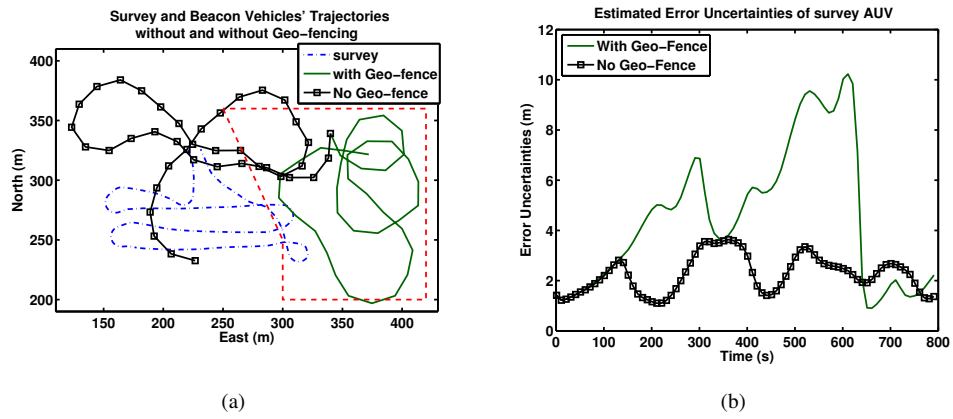 Survey and Beacon Vehicles' Trajectories
without and without Geo-fencing
survey
with Geo-fence
No Geo-fence
North (m)
400
350
300
250
200
150
200
250
300
350
400
East (m)
(a)
Estimated Error Uncertainties of survey AUV
With Geo-Fence
No Geo-Fence
Error Uncertainties (m)
12
10
8
6
4
2
0
0
100
200
300
400
500
600
700
800
Time (s)
(b)